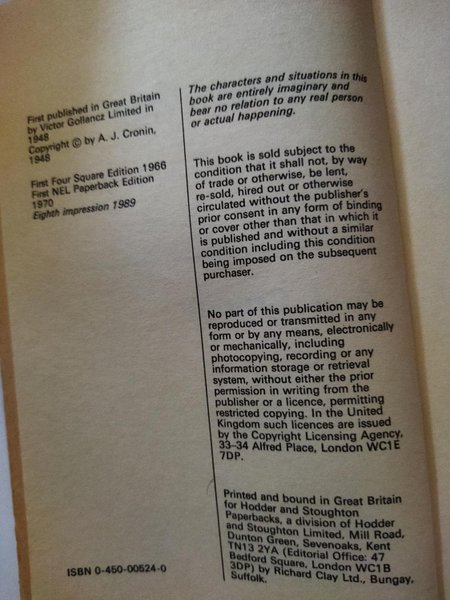 First published in Great Britain
by Victor Gollancz Limited in
1948
Copyright © by A. J. Cronin,
1948
First Four Square Edition 1966
First NEL Paperback Edition
1970
Eighth impression 1989
The characters and situations in this
book are entirely imaginary and
bear no relation to any real person
or actual happening.
This book is sold subject to the
condition that it shall not, by way
of trade or otherwise, be lent,
re-sold, hired out or otherwise
circulated without the publisher's
prior consent in any form of binding
or cover other than that in which it
is published and without a similar
condition including this condition
being imposed on the subsequent
purchaser.
No part of this publication may be
reproduced or transmitted in any
form or by any means, electronically
or mechanically, including
photocopying, recording or any
information storage or retrieval
system, without either the prior
permission in writing from the
publisher or a licence, permitting
restricted copying. In the United
Kingdom such licences are issued
by the Copyright Licensing Agency,
33-34 Alfred Place, London WC1E
7DP.
Printed and bound in Great Britain
for Hodder and Stoughton
Paperbacks, a division of Hodder
and Stoughton Limited, Mill Road,
Dunton Green, Sevenoaks, Kent
TN13 2YA (Editorial Office: 47
Bedford Square, London WC1B
3DP) by Richard Clay Ltd., Bungay,
Suffolk.
ISBN 0-450-00524-0